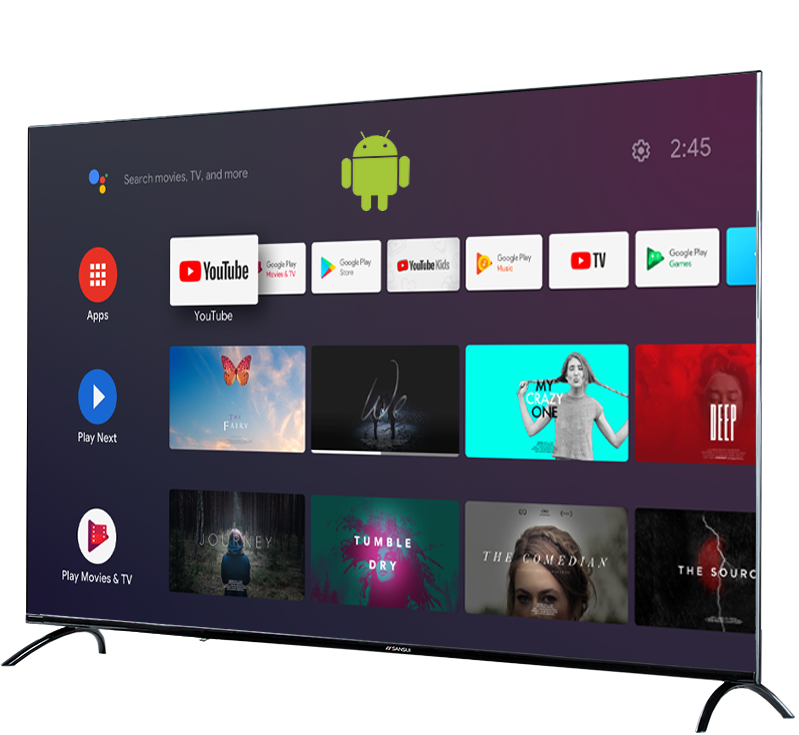 Search movies, TV, and more
2:45
Apps
YouTube
YouTube
Google Play
Movies & TV
Google Play
Store
YouTube Kids
Google Play
Music
TV
Google Play
Games
Play Next
THE
FAIRY
MY
CRAZY
ONE
DEEP
Play Movies & TV
JOURNEY
TUMBLE
DRY
THE COMEDIAN
THE SOURC
SANSUI